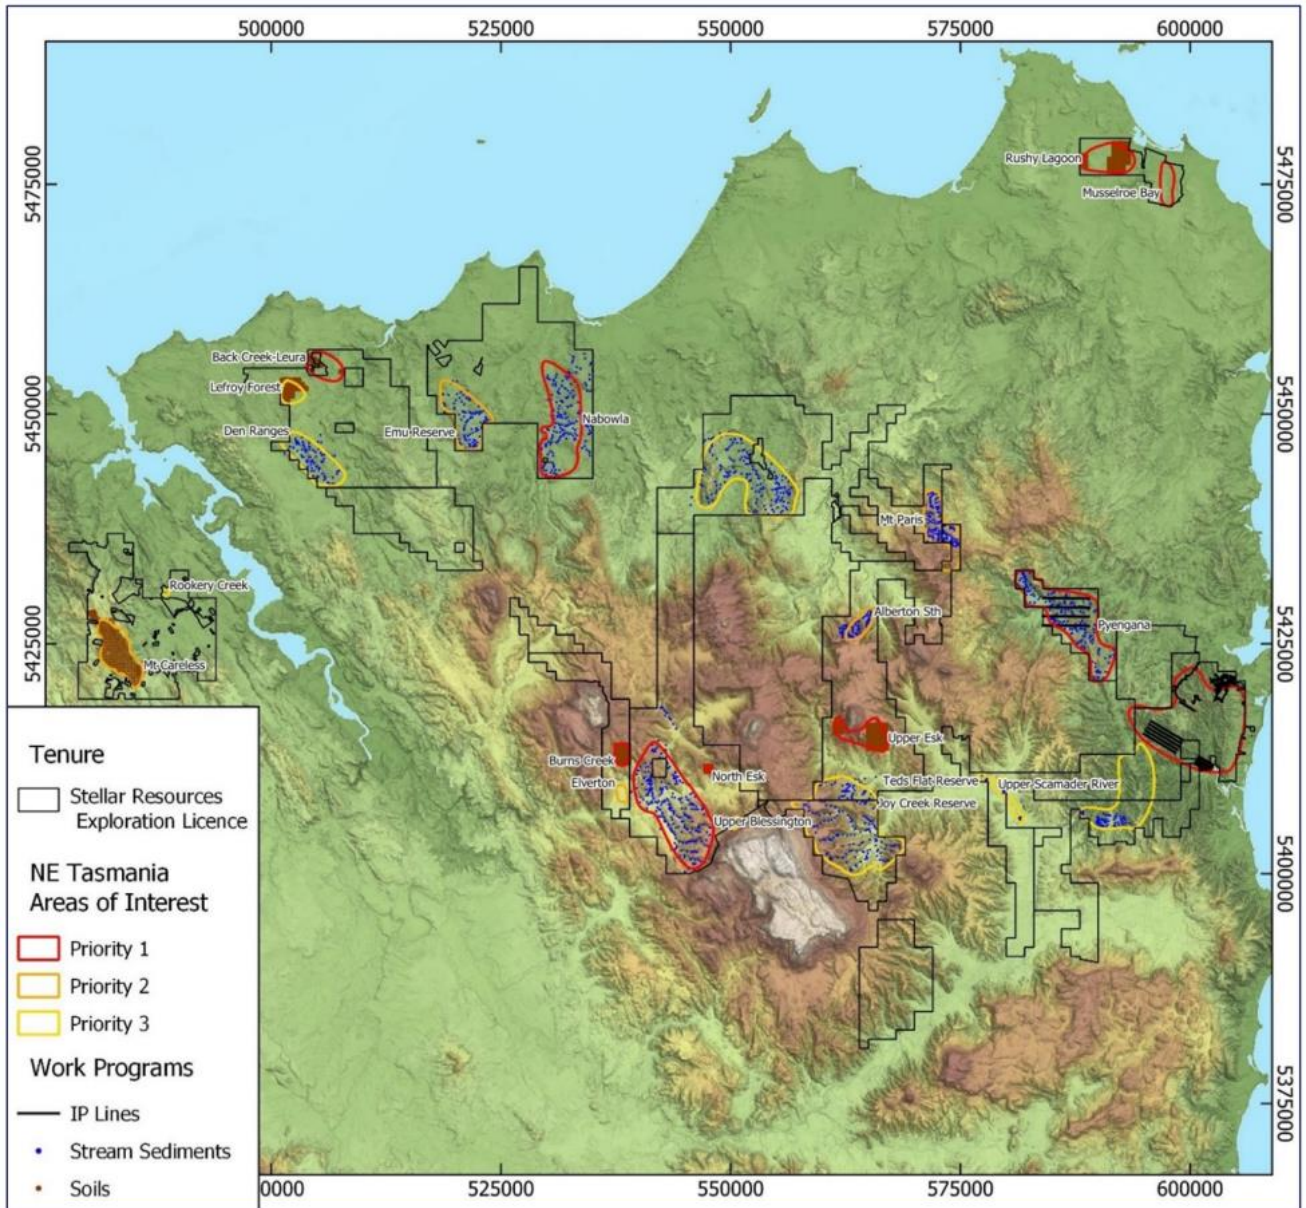 500000 525000 550000 575000 600000
5475000
5475000
Rushy Lagoon
Musselroe Bay
Back Creek-Leura
Lefroy Forest
Den Ranges
Emu Reserve
Nabowla
5450000
5450000
Mt Paris
Rookery Creek
Alberton Sth
Pyengana
5425000
5425000
Mt Careless
Upper Esk
Burns Creek
Elverton
North Esk
Teds Flat Reserve
Upper Scamader River
Joy Creek Reserve
Upper Blessington
5400000
5375000
Tenure
Stellar Resources
Exploration Licence
NE Tasmania
Areas of Interest
Priority 1
Priority 2
Priority 3
Work Programs
IP Lines
Stream Sediments
Soils
00000 525000 550000 575000 600000